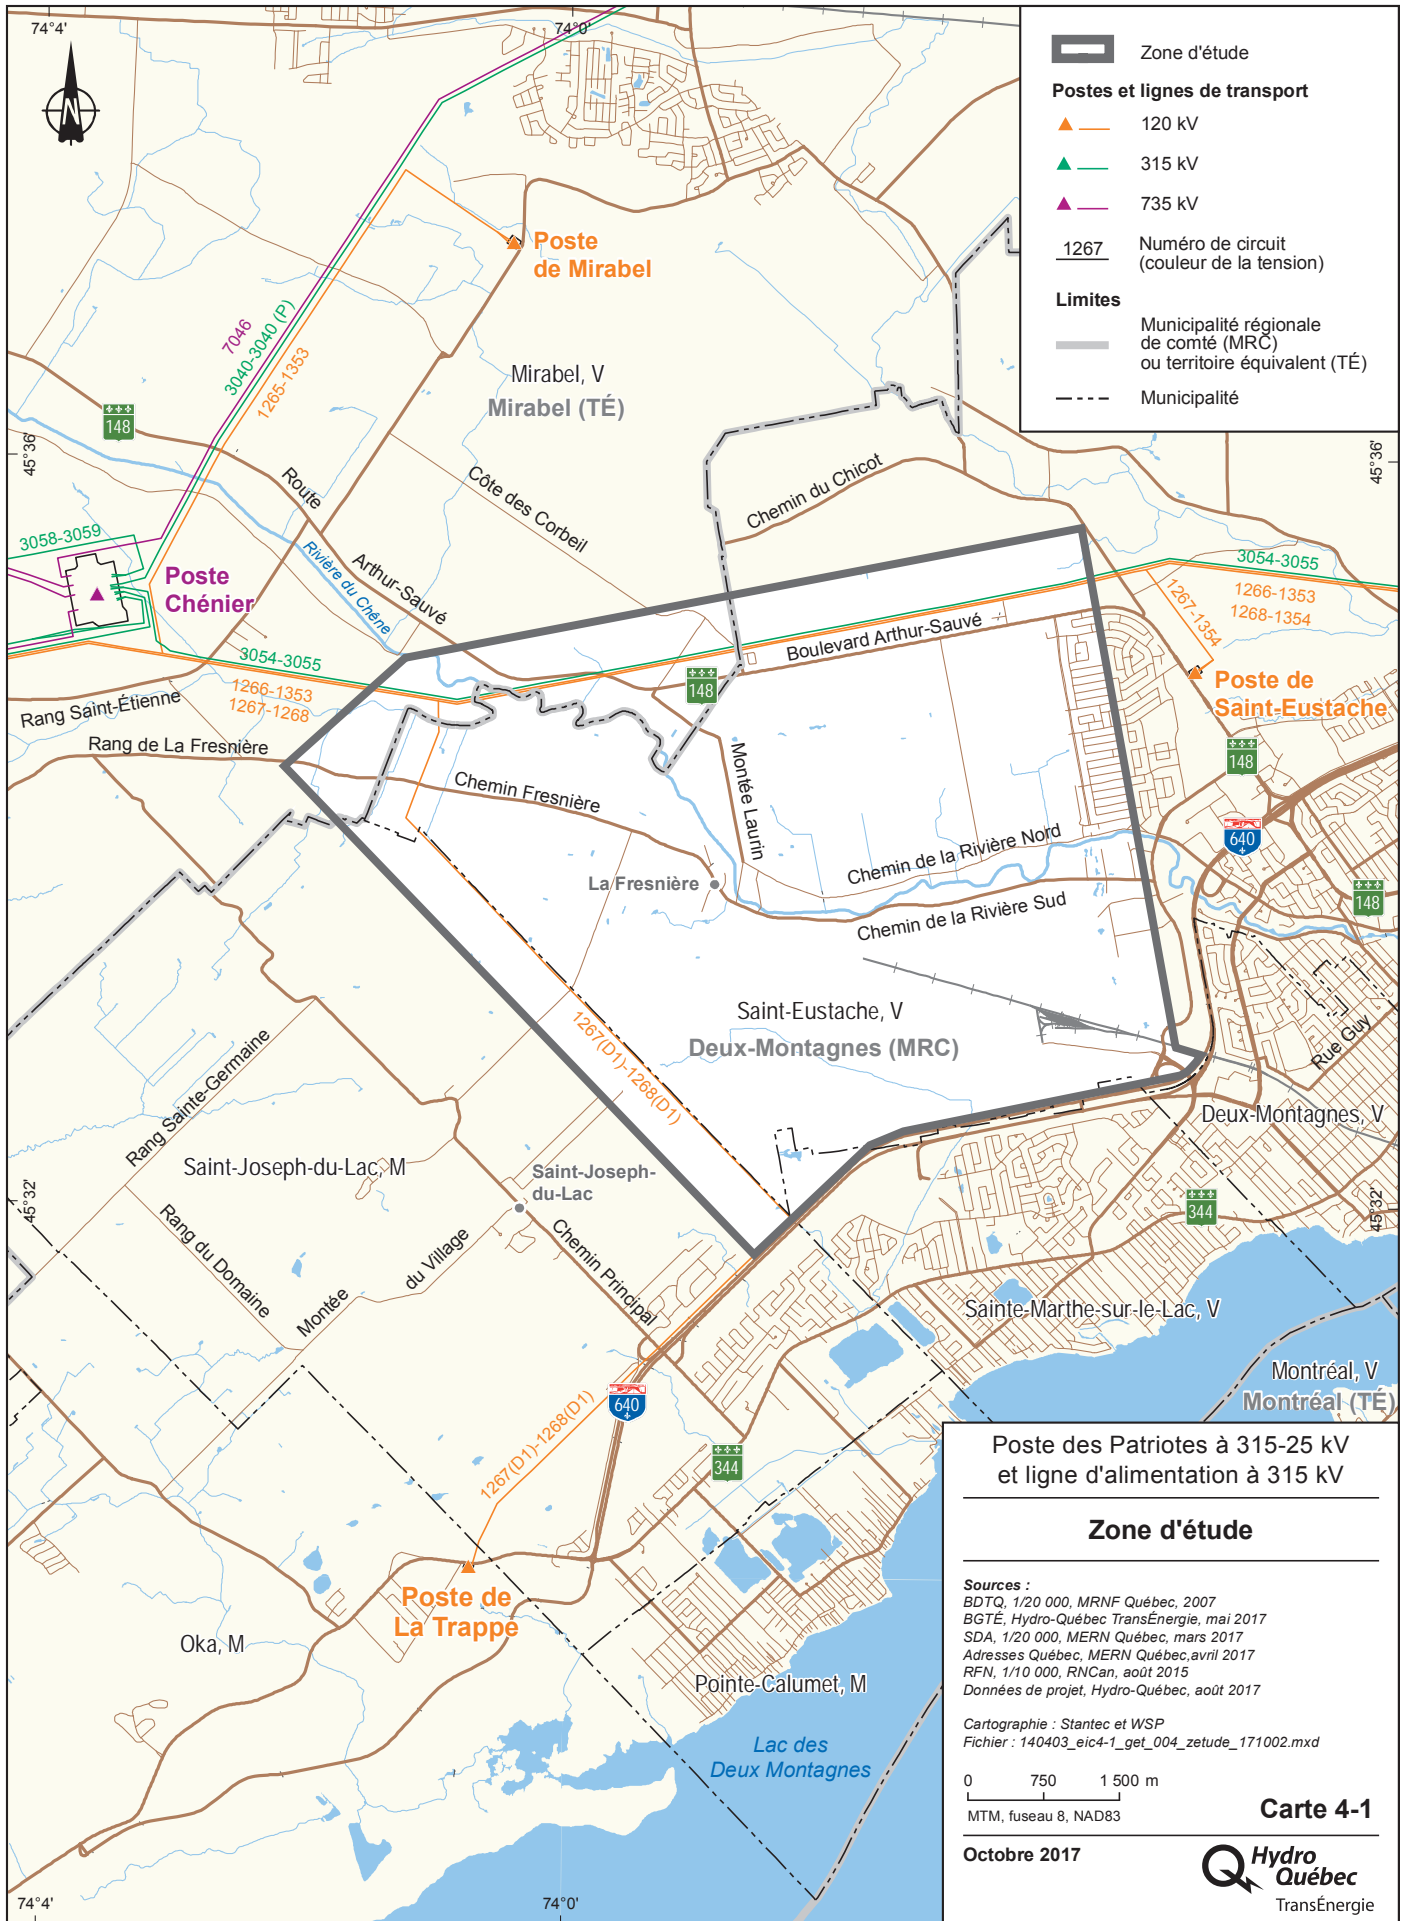 74°4'
74°0'
N
Zone d'étude
Postes et lignes de transport
120 kV
315 kV
735 kV
1267
Numéro de circuit
(couleur de la tension)
Limites
Municipalité régionale
de comté (MRC)
ou territoire équivalent (TÉ)
Municipalité
Poste
de Mirabel
7046
3040-3040 (P)
1265-1353
Mirabel, V
Mirabel (TÉ)
148
45°36'
45°36'
Route
Arthur-Sauvé
Côte des Corbeil
Chemin du Chicot
3058-3059
Rivière du Chêne
Poste
Chénier
3054-3055
1266-1353
1268-1354
1267-1354
Boulevard Arthur-Sauvé
3054-3055
1266-1353
1267-1268
148
Poste de
Saint-Eustache
Rang Saint-Étienne
Rang de La Fresnière
148
Chemin Fresnière
Montée Laurin
640
Chemin de la Rivière Nord
La Fresnière
148
Chemin de la Rivière Sud
Saint-Eustache, V
Deux-Montagnes (MRC)
1267(D1)-1268(D1)
Rue Guy
Rang Sainte-Germaine
Deux-Montagnes, V
Saint-Joseph-du-Lac, M
Saint-Joseph-
du-Lac
45°32'
344
45°32'
Rang du Domaine
Montée
du Village
Chemin Principal
Sainte-Marthe-sur-le-Lac, V
Montréal, V
Montréal (TÉ)
640
1267(D1)-1268(D1)
344
Poste de
La Trappe
Oka, M
Pointe-Calumet, M
Lac des
Deux Montagnes
Poste des Patriotes à 315-25 kV
et ligne d'alimentation à 315 kV
Zone d'étude
Sources :
BDTQ, 1/20 000, MRNF Québec, 2007
BGTÉ, Hydro-Québec TransÉnergie, mai 2017
SDA, 1/20 000, MERN Québec, mars 2017
Adresses Québec, MERN Québec,avril 2017
RFN, 1/10 000, RNCan, août 2015
Données de projet, Hydro-Québec, août 2017
Cartographie : Stantec et WSP
Fichier : 140403_eic4-1_get_004_zetude_171002.mxd
0 750 1 500 m
MTM, fuseau 8, NAD83
Carte 4-1
Octobre 2017
Hydro
Québec
TransÉnergie
74°4'
74°0'